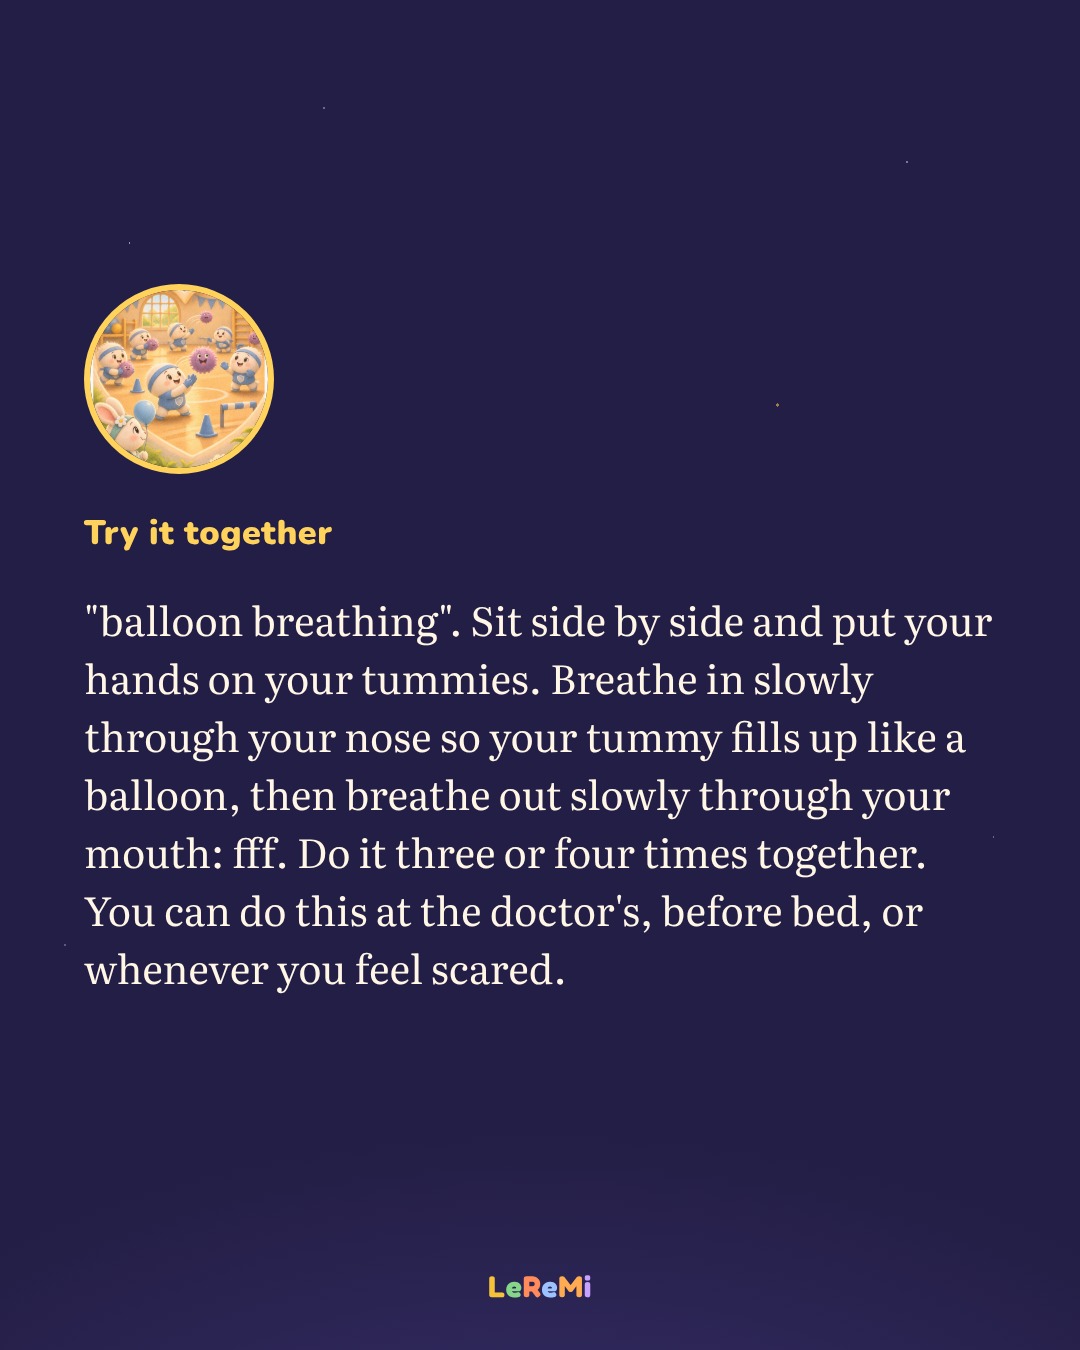 Try it together
"balloon breathing". Sit side by side and put your
hands on your tummies. Breathe in slowly
through your nose so your tummy fills up like a
balloon, then breathe out slowly through your
mouth: fff. Do it three or four times together.
You can do this at the doctor's, before bed, or
whenever you feel scared.
LeReMi